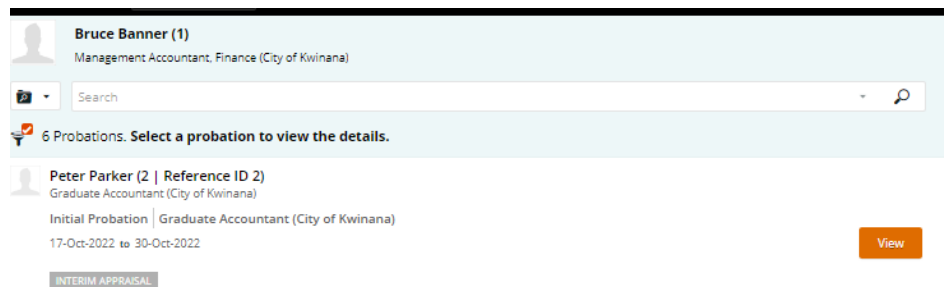 Bruce Banner (1)
Management Accountant, Finance (City of Kwinana)
Search
6 Probations. Select a probation to view the details.
Peter Parker (2 | Reference ID 2)
Graduate Accountant (City of Kwinana)
Initial Probation | Graduate Accountant (City of Kwinana)
17-Oct-2022 to 30-Oct-2022
View
INTERIM APPRAISAL